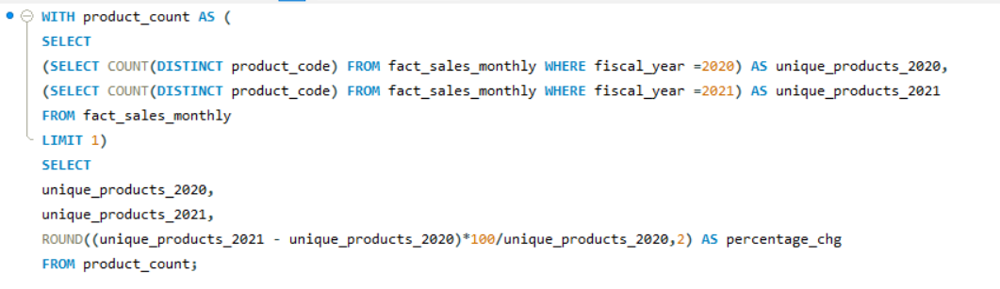 WITH product_count AS (
SELECT
(SELECT COUNT(DISTINCT product_code) FROM fact_sales_monthly WHERE fiscal_year =2020) AS unique_products_2020,
(SELECT COUNT(DISTINCT product_code) FROM fact_sales_monthly WHERE fiscal_year =2021) AS unique_products_2021
FROM fact_sales_monthly
LIMIT 1)
SELECT
unique_products_2020,
unique_products_2021,
ROUND((unique_products_2021 - unique_products_2020)*100/unique_products_2020,2) AS percentage_chg
FROM product_count;